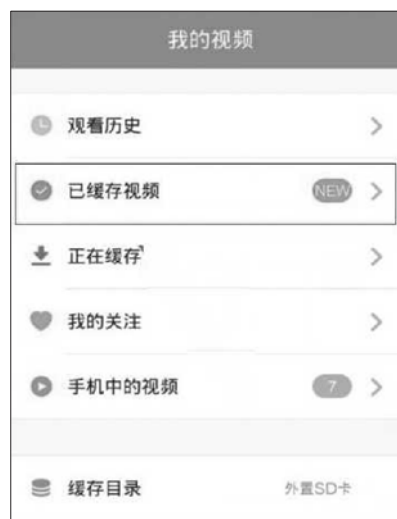 我的视频
观看历史
已缓存视频 NEW
正在缓存
我的关注
手机中的视频 7
缓存目录 外置SD卡